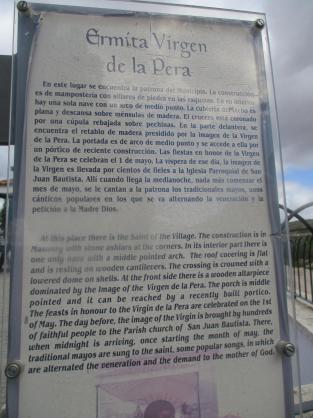 Ermita Virgen
de la Pera
En este lugar se encuentra la patrona del Municipio. La construcción
es de mampostería con sillares de piedra en las esquinas. En su interior
hay una sola nave con un arco de medio punto. La cubierta del techo es
plana y descansa sobre ménsulas de madera. El crucero está coronado
por una cúpula rebajada sobre pechinas. En la parte delantera, se
encuentra el retablo de madera presidido por la imagen de la Virgen
de la Pera. La portada es de arco de medio punto y se accede a ella por
un pórtico de reciente construcción. Las fiestas en honor de la Virgen
de la Pera se celebran el 1 de mayo. La víspera de ese día, la imagen de
la Virgen es llevada por cientos de fieles a la Iglesia Parroquial de San
Juan Bautista. Allí cuando llega la medianoche, nada más comenzar el
mes de mayo, se le cantan a la patrona los tradicionales mayos, unos
cánticos populares en los que se va alternando la veneración y la
petición a la Madre Dios.
At this place there is the Saint of the Village. The construction is in
Masonry with stone ashlars at the corners. In its interior part there is
one only nave with a middle pointed arch. The roof covering is flat
and is resting on wooden cantilevers. The crossing is crowned with a
lowered dome on shells. At the front side there is a wooden altarpiece
dominated by the Image of the Virgen de la Pera. The porch is middle
pointed and it can be reached by a recently built portico.
The feasts in honour to the Virgin de la Pera are celebrated on the 1st
of May. The day before, the image of the Virgin is brought by hundreds
of faithful people to the Parish church of San Juan Bautista. There,
when midnight is arriving, once starting the month of may, the
traditional mayos are sung to the saint, some popular songs, in which
are alternated the veneration and the demand to the mother of God.